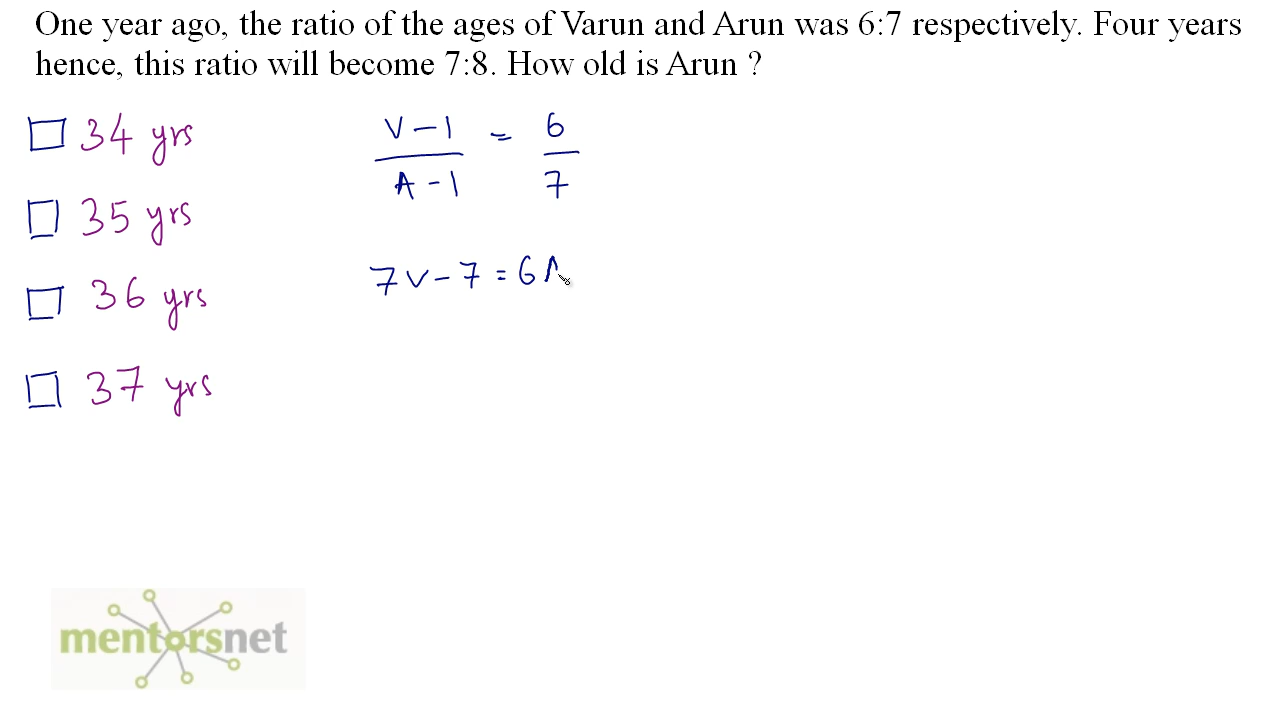 One year ago, the ratio of the ages of Varun and Arun was 6:7 respectively. Four years
hence, this ratio will become 7:8. How old is Arun ?
34 yrs
35 yrs
36 yrs
37 yrs
V - 1 = 6
A - 1 7
7V - 7 = 6
mentorsnet